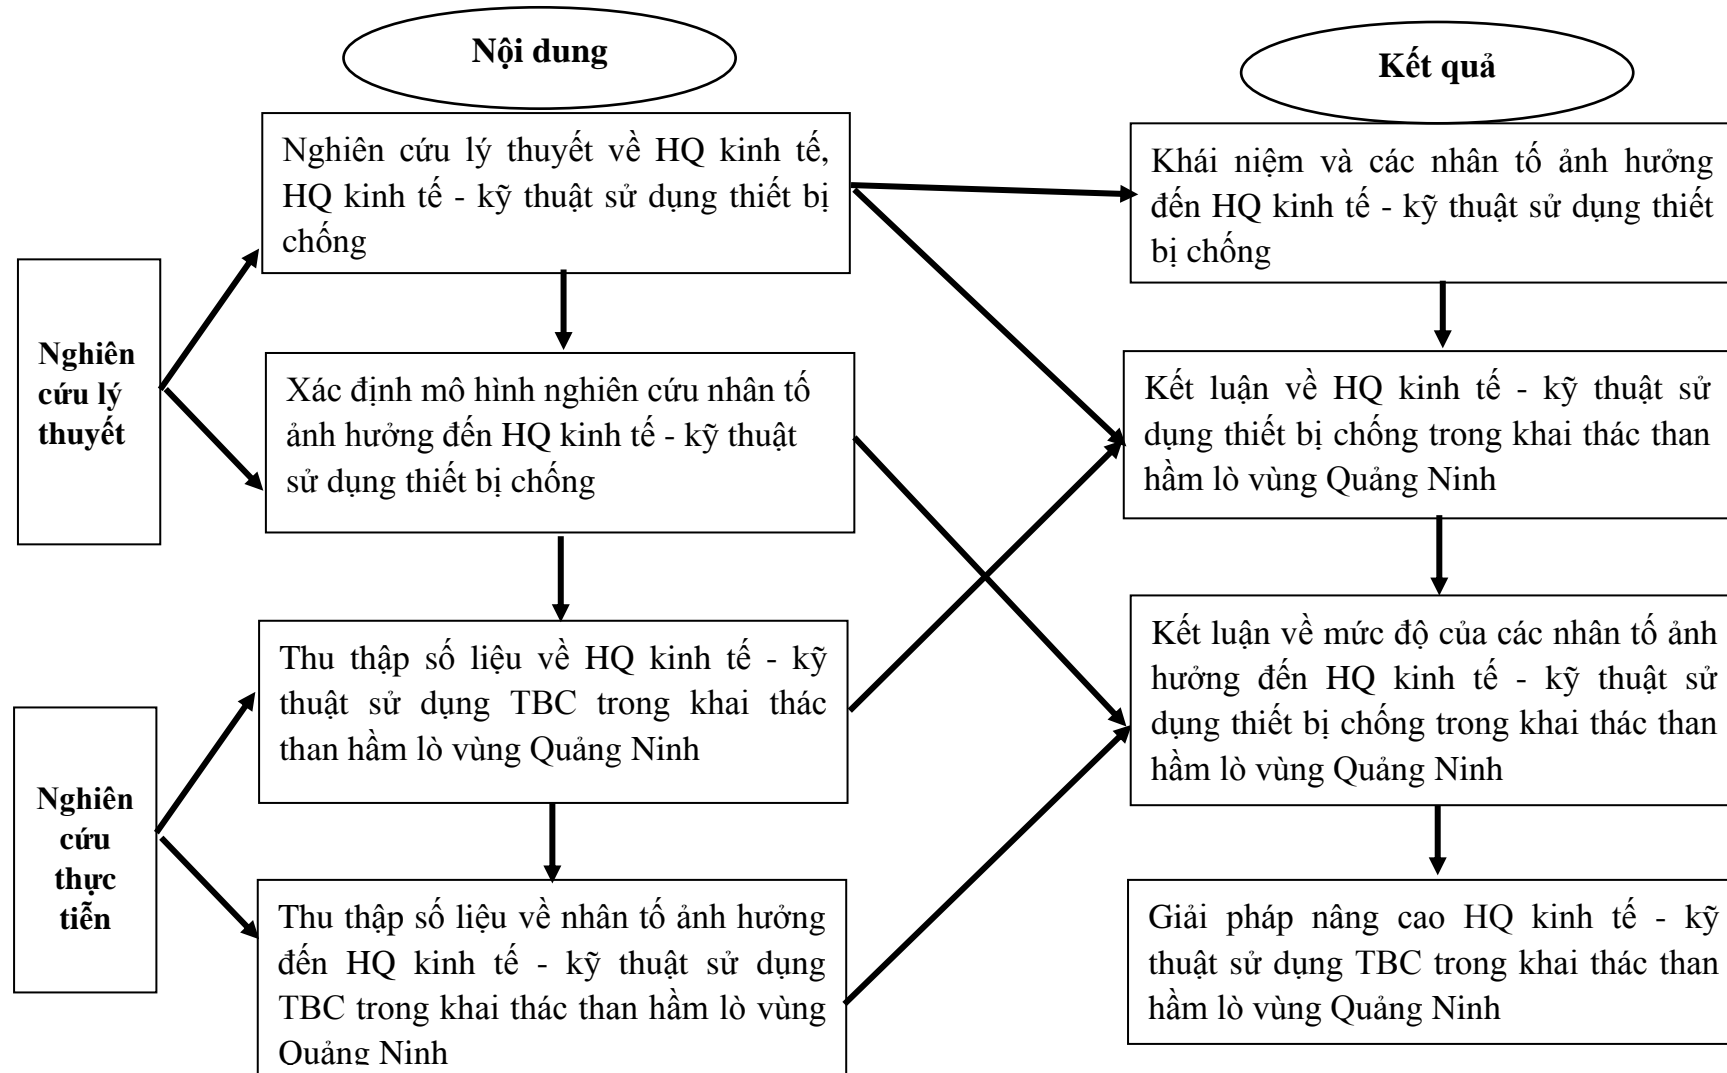 Nội dung
Kết quả
Nghiên cứu lý thuyết về HQ kinh tế,
HQ kinh tế - kỹ thuật sử dụng thiết bị
chống
Khái niệm và các nhân tố ảnh hưởng
đến HQ kinh tế - kỹ thuật sử dụng thiết
bị chống
Nghiên
cứu lý
thuyết
Xác định mô hình nghiên cứu nhân tố
ảnh hưởng đến HQ kinh tế - kỹ thuật
sử dụng thiết bị chống
Kết luận về HQ kinh tế - kỹ thuật sử
dụng thiết bị chống trong khai thác than
hầm lò vùng Quảng Ninh
Thu thập số liệu về HQ kinh tế - kỹ
thuật sử dụng TBC trong khai thác
than hầm lò vùng Quảng Ninh
Kết luận về mức độ của các nhân tố ảnh
hưởng đến HQ kinh tế - kỹ thuật sử
dụng thiết bị chống trong khai thác than
hầm lò vùng Quảng Ninh
Nghiên
cứu
thực
tiễn
Thu thập số liệu về nhân tố ảnh hưởng
đến HQ kinh tế - kỹ thuật sử dụng
TBC trong khai thác than hầm lò vùng
Quảng Ninh
Giải pháp nâng cao HQ kinh tế - kỹ
thuật sử dụng TBC trong khai thác than
hầm lò vùng Quảng Ninh